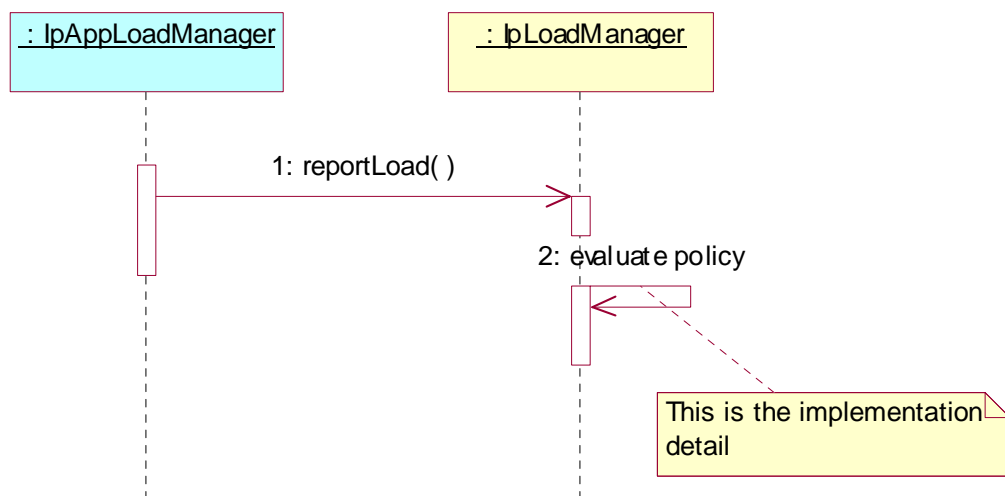 : IpAppLoadManager
: IpLoadManager
1: reportLoad( )
2: evaluate policy
This is the implementation
detail